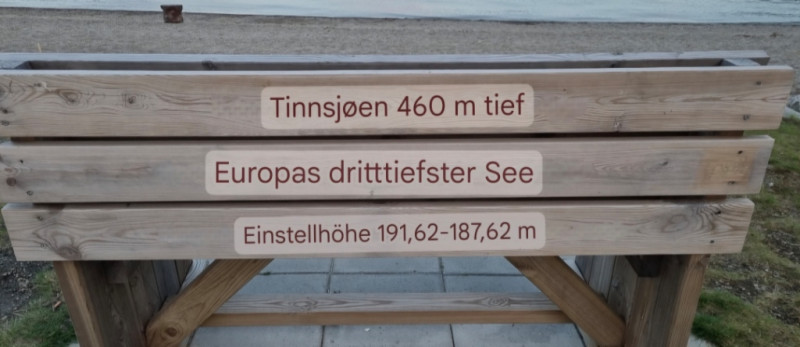 Tinnsjøen 460 m tief
Europas dritttiefster See
Einstellhöhe 191,62-187,62 m